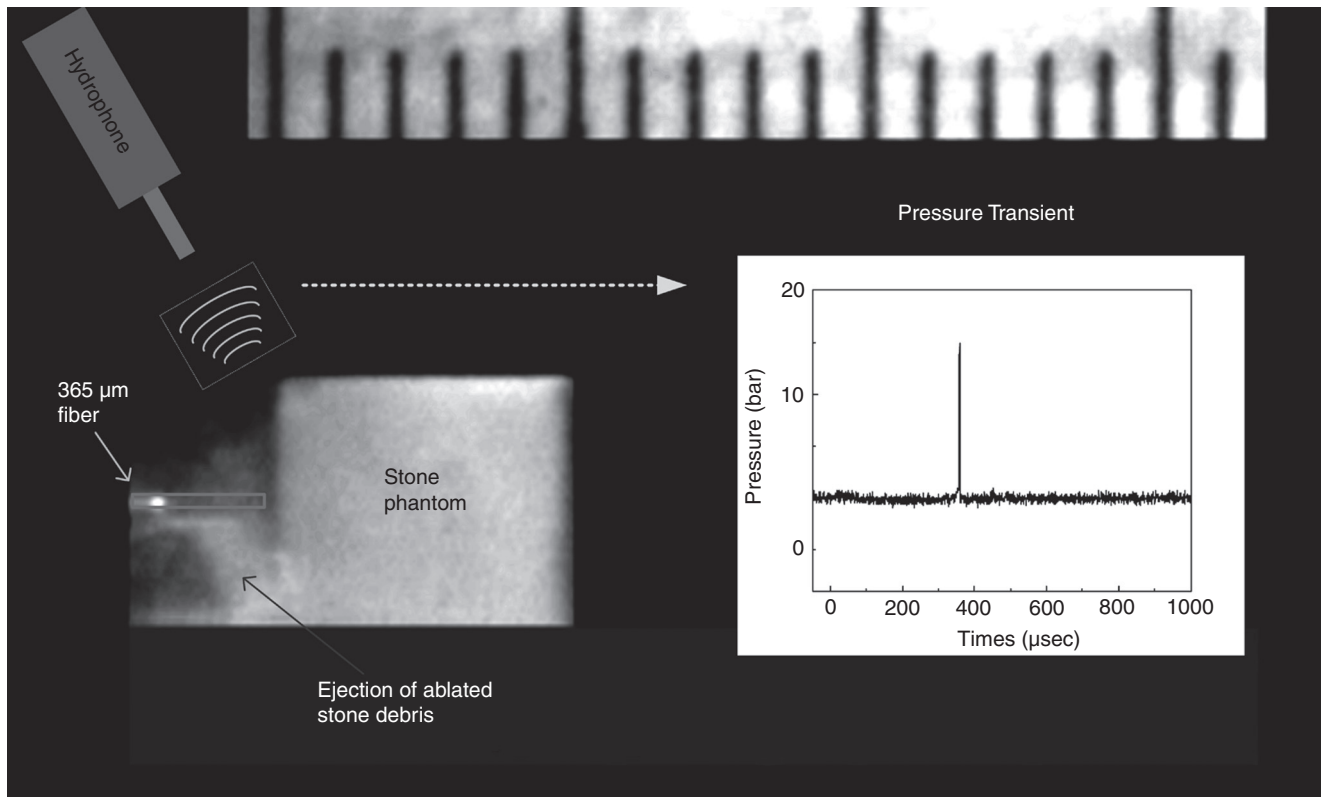 Hydrophone
Pressure Transient
365 µm
fiber
Stone
phantom
Ejection of ablated
stone debris
20
10
0
Pressure (bar)
0 200 400 600 800 1000
Times (µsec)